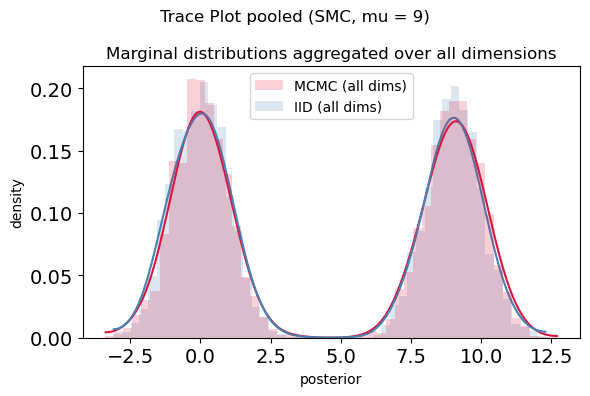 Trace Plot pooled (SMC, mu = 9)
Marginal distributions aggregated over all dimensions
MCMC (all dims)
IID (all dims)
density
0.20
0.15
0.10
0.05
0.00
−2.5 0.0 2.5 5.0 7.5 10.0 12.5
posterior